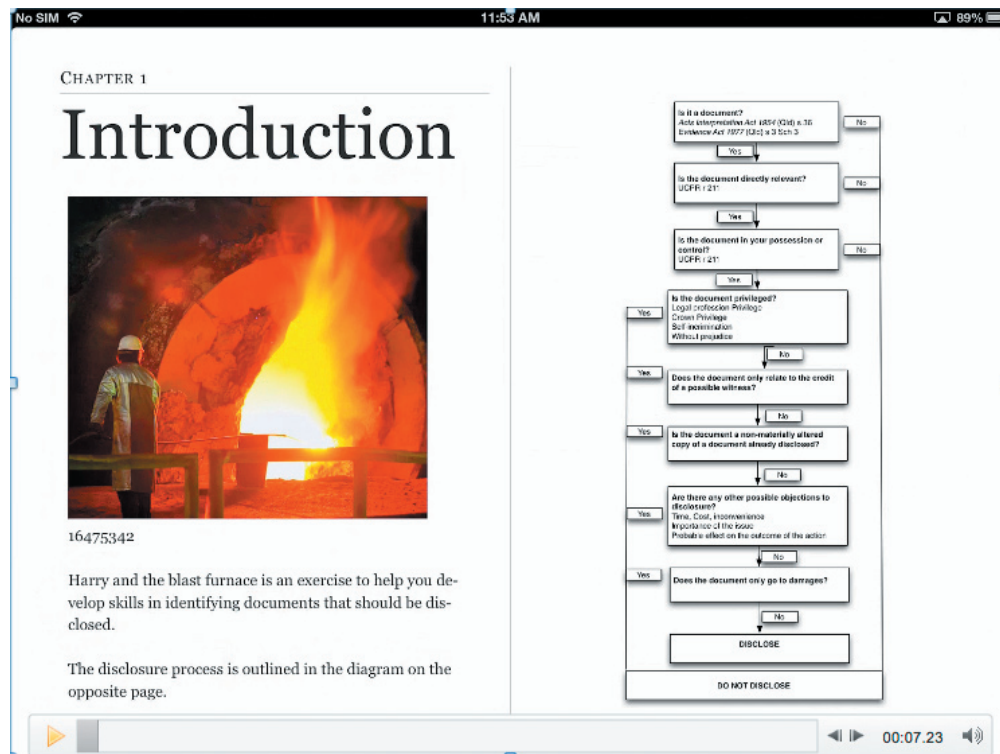 No SIM 11:53 AM 89%
CHAPTER 1
Introduction
16475342
Harry and the blast furnace is an exercise to help you de-
velop skills in identifying documents that should be dis-
closed.
The disclosure process is outlined in the diagram on the
opposite page.
Is it a document?
Acts Interpretation Act 1954 (Qld) s 36
Evidence Act 1977 (Qld) s 3 Sch 3
No
Yes
Is the document directly relevant?
UCPR r 211
No
Yes
Is the document in your possession or
control?
UCPR r 211
No
Yes
Is the document privileged?
Legal profession Privilege
Crown Privilege
Self incrimination
Without prejudice
Yes
No
Does the document only relate to the credit
of a possible witness?
Yes
No
Is the document a non-materially altered
copy of a document already disclosed?
Yes
No
Are there any other possible objections to
disclosure?
Time, Cost, inconvenience
Importance of the issue
Probable effect on the outcome of the action
Yes
No
Does the document only go to damages?
Yes
No
DISCLOSE
DO NOT DISCLOSE
00:07.23